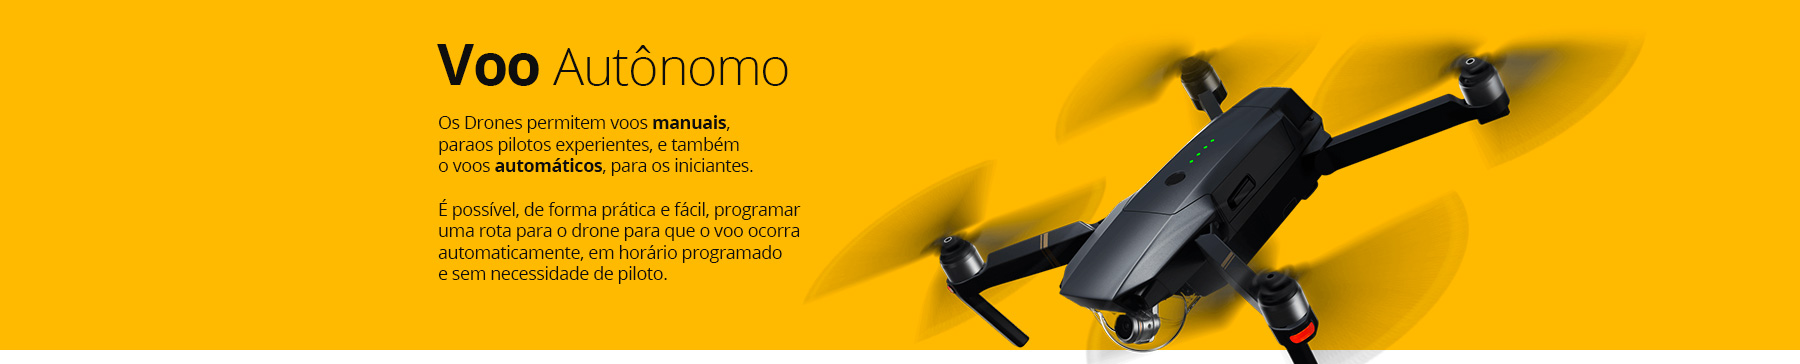 Voo Autônomo
Os Drones permitem voos manuais,
paraos pilotos experientes, e também
o voos automáticos, para os iniciantes.
É possível, de forma prática e fácil, programar
uma rota para o drone para que o voo ocorra
automaticamente, em horário programado
e sem necessidade de piloto.